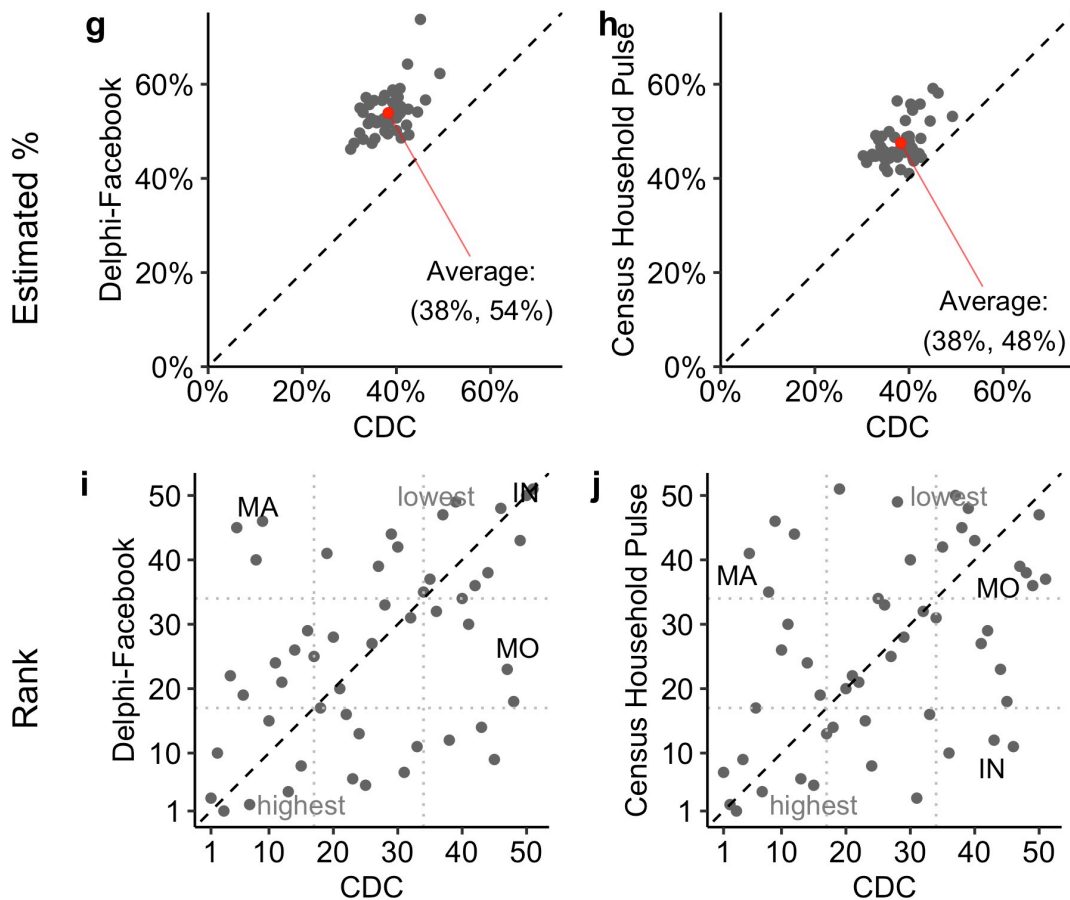 g
h
Estimated %
Delphi-Facebook
60%
40%
20%
0%
Average:
(38%, 54%)
0%
20%
40%
60%
CDC
Census Household Pulse
60%
40%
20%
0%
Average:
(38%, 48%)
0%
20%
40%
60%
CDC
i
j
Rank
Delphi-Facebook
50
40
30
20
10
1
MA
lowest
IN
MO
highest
1
10
20
30
40
50
CDC
Census Household Pulse
50
40
30
20
10
1
lowest
MA
MO
IN
highest
1
10
20
30
40
50
CDC